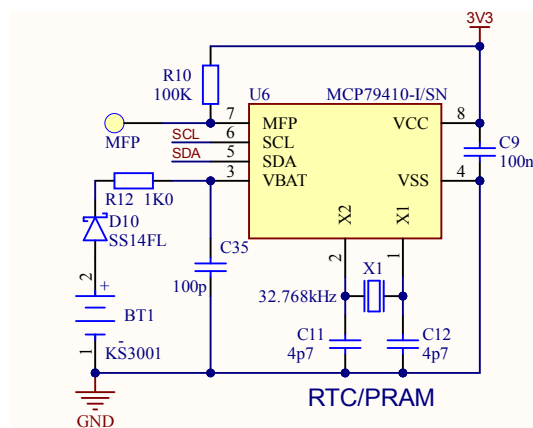 3V3
R10
100K
U6
MCP79410-I/SN
MFP
7
MFP
VCC
8
SCL
6
SCL
SDA
5
SDA
3
VBAT
VSS
4
C9
100n
R12 1K0
D10
SS14FL
X2
X1
2
1
C35
100p
X1
32.768kHz
2
+
BT1
-
1
KS3001
C11
4p7
C12
4p7
GND
RTC/PRAM